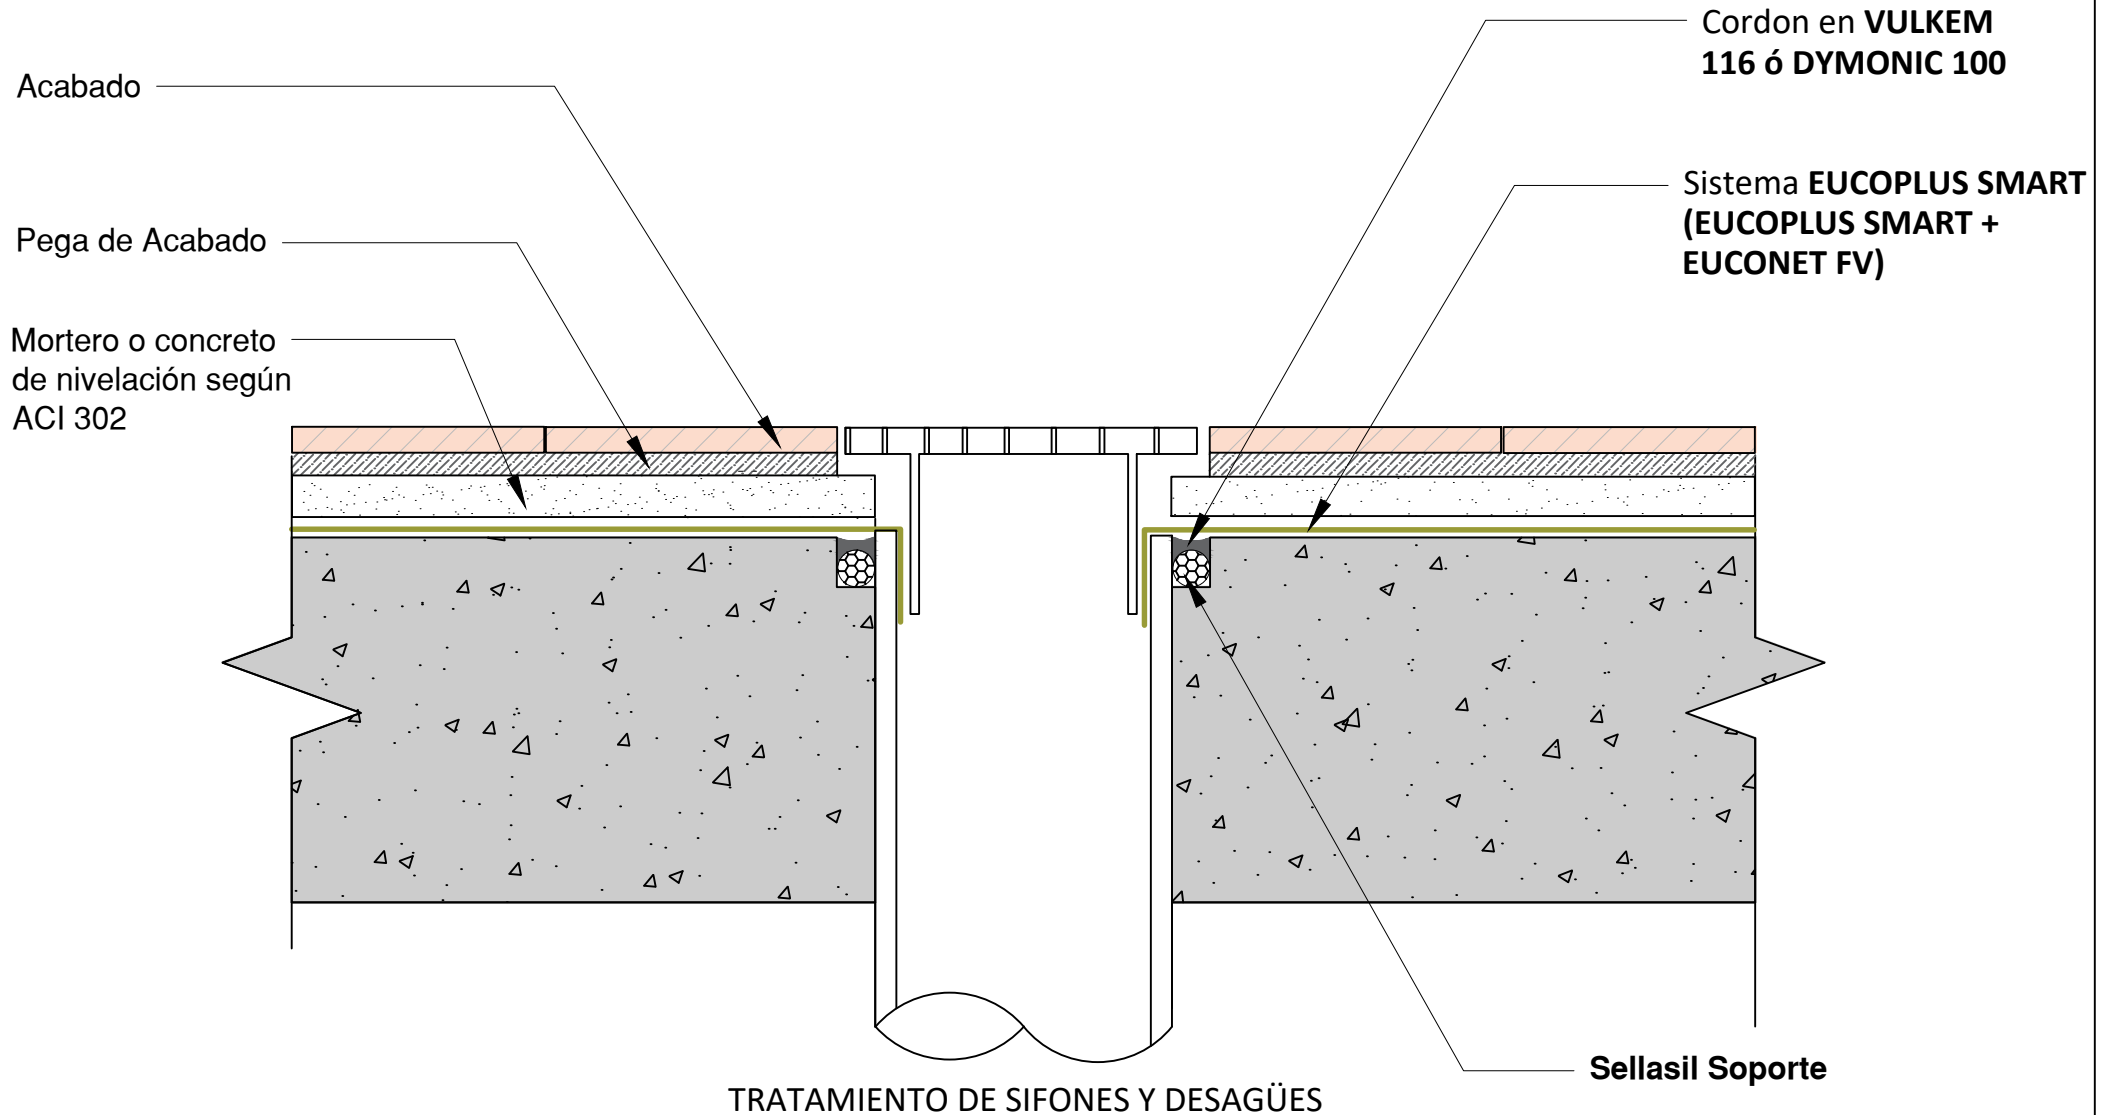 Acabado
Pega de Acabado
Mortero o concreto
de nivelación según
ACI 302
Cordon en VULKEM
116 ó DYMONIC 100
Sistema EUCOPLUS SMART
(EUCOPLUS SMART +
EUCONET FV)
Sellasil Soporte
TRATAMIENTO DE SIFONES Y DESAGÜES